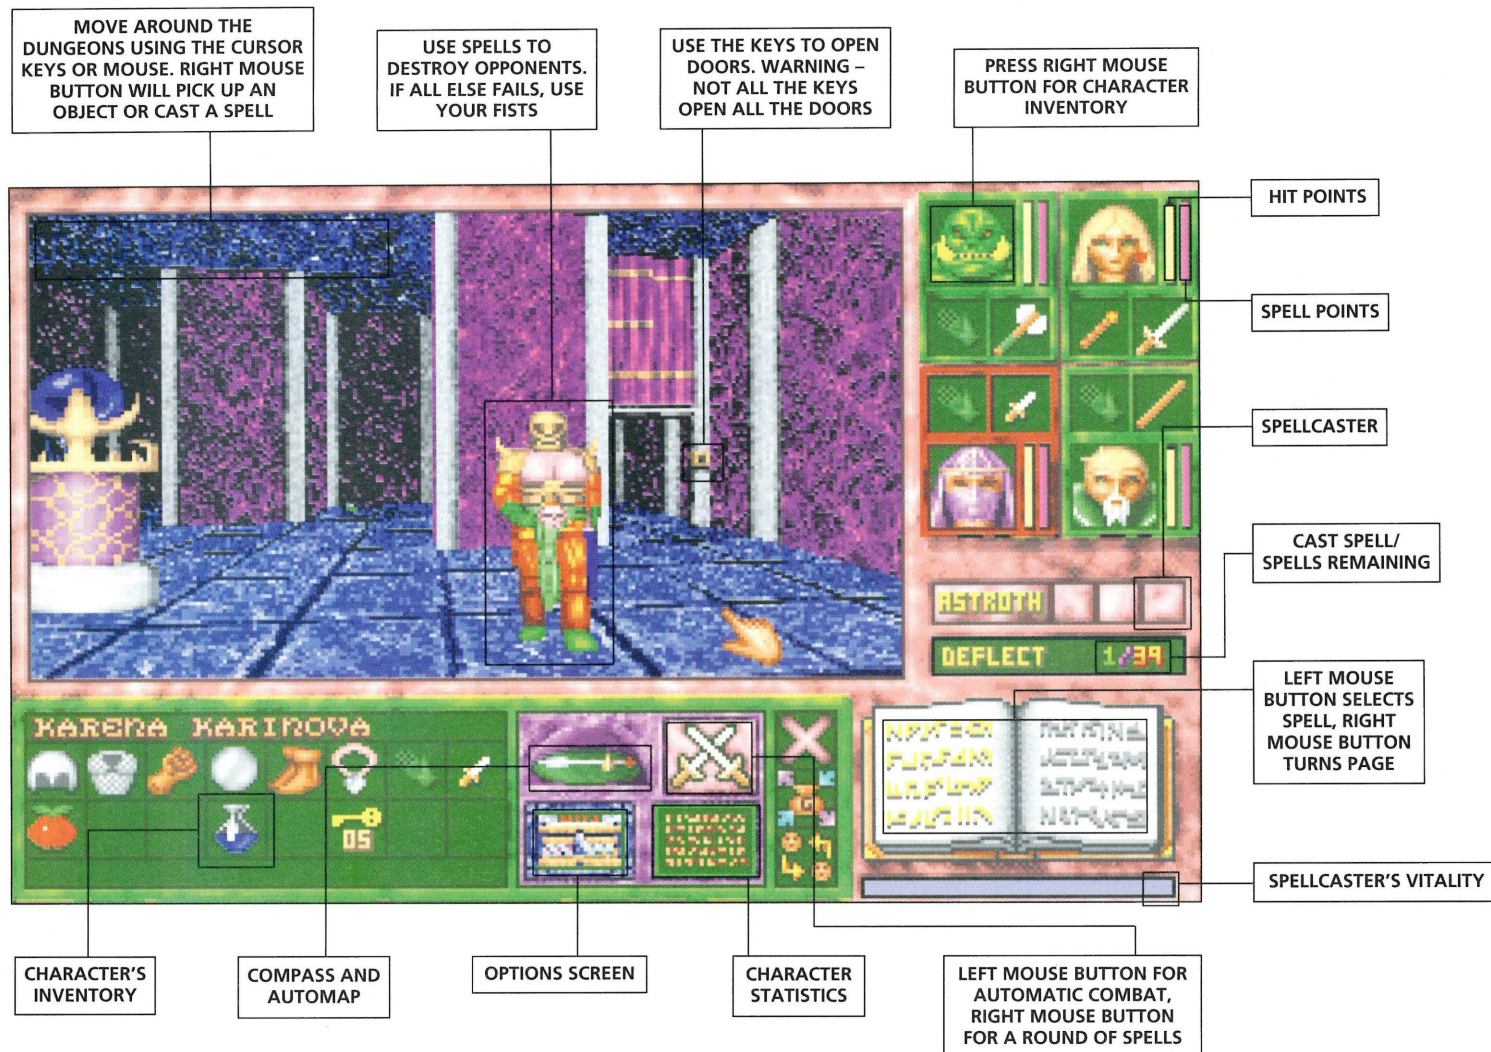 MOVE AROUND THE
DUNGEONS USING THE CURSOR
KEYS OR MOUSE. RIGHT MOUSE
BUTTON WILL PICK UP AN
OBJECT OR CAST A SPELL
USE SPELLS TO
DESTROY OPPONENTS.
IF ALL ELSE FAILS, USE
YOUR FISTS
USE THE KEYS TO OPEN
DOORS. WARNING –
NOT ALL THE KEYS
OPEN ALL THE DOORS
PRESS RIGHT MOUSE
BUTTON FOR CHARACTER
INVENTORY
HIT POINTS
SPELL POINTS
SPELLCASTER
CAST SPELL/
SPELLS REMAINING
ASTROTH
DEFLECT 1/39
LEFT MOUSE
BUTTON SELECTS
SPELL, RIGHT
MOUSE BUTTON
TURNS PAGE
KARENA KARINOVA
05
SPELLCASTER'S VITALITY
CHARACTER'S
INVENTORY
COMPASS AND
AUTOMAP
OPTIONS SCREEN
CHARACTER
STATISTICS
LEFT MOUSE BUTTON FOR
AUTOMATIC COMBAT,
RIGHT MOUSE BUTTON
FOR A ROUND OF SPELLS